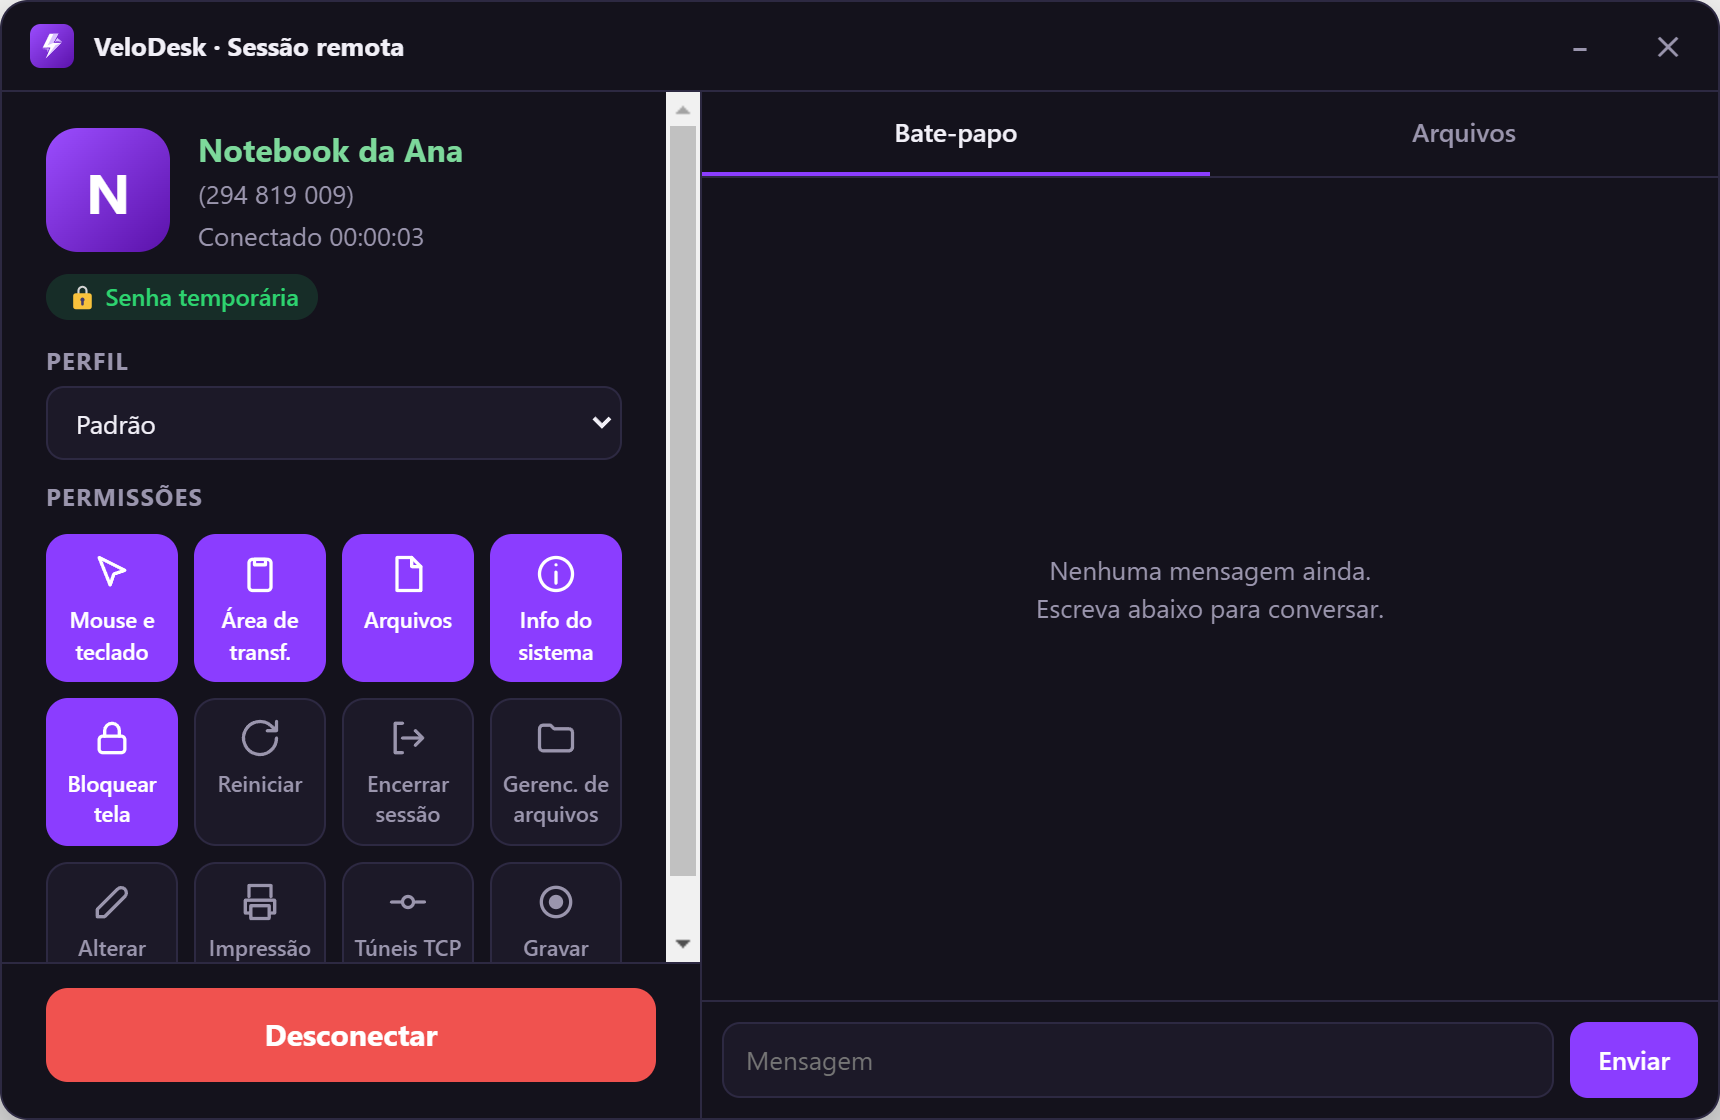 VeloDesk · Sessão remota
N
Notebook da Ana
(294 819 009)
Conectado 00:00:03
Senha temporária
PERFIL
Padrão
PERMISSÕES
Mouse e
teclado
Área de
transf.
Arquivos
Info do
sistema
Bloquear
tela
Reiniciar
Encerrar
sessão
Gerenc. de
arquivos
Alterar
Impressão
Túneis TCP
Gravar
Desconectar
Bate-papo
Arquivos
Nenhuma mensagem ainda.
Escreva abaixo para conversar.
Mensagem
Enviar